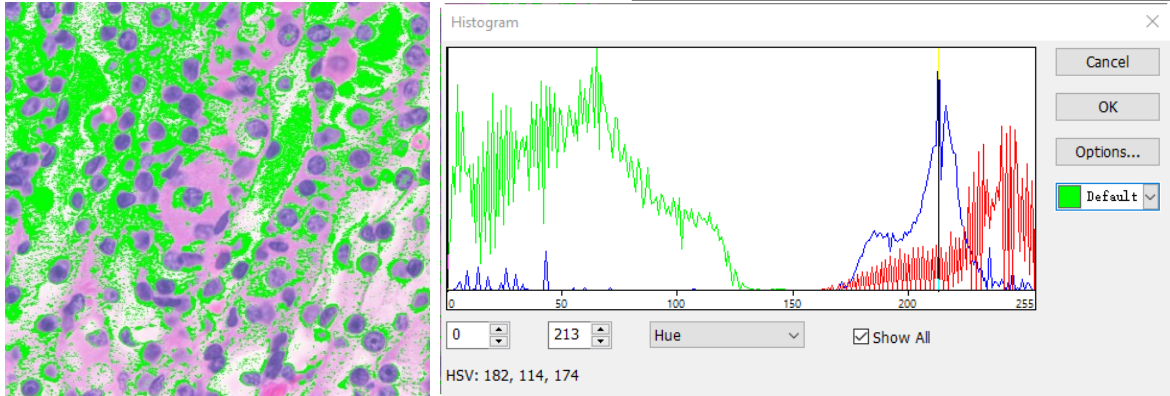 Histogram
Cancel
OK
Options...
Default
0 50 100 150 200 255
0 213 Hue Show All
HSV: 182, 114, 174